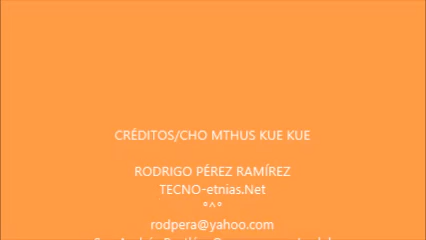 CRÉDITOS/CHO MTHUS KUE KUE
RODRIGO PÉREZ RAMÍREZ
TECNO-etnias.Net
°^°
rodpera@yahoo.com